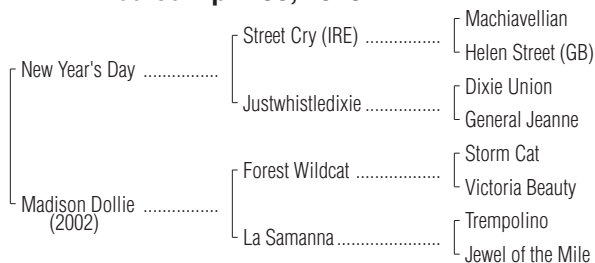 Street Cry (IRE) ................
Machiavellian
Helen Street (GB)
New Year's Day ................
Justwhistledixie ................
Dixie Union
General Jeanne
Forest Wildcat ..................
Storm Cat
Victoria Beauty
Madison Dollie ................
(2002)
La Samanna ......................
Trempolino
Jewel of the Mile